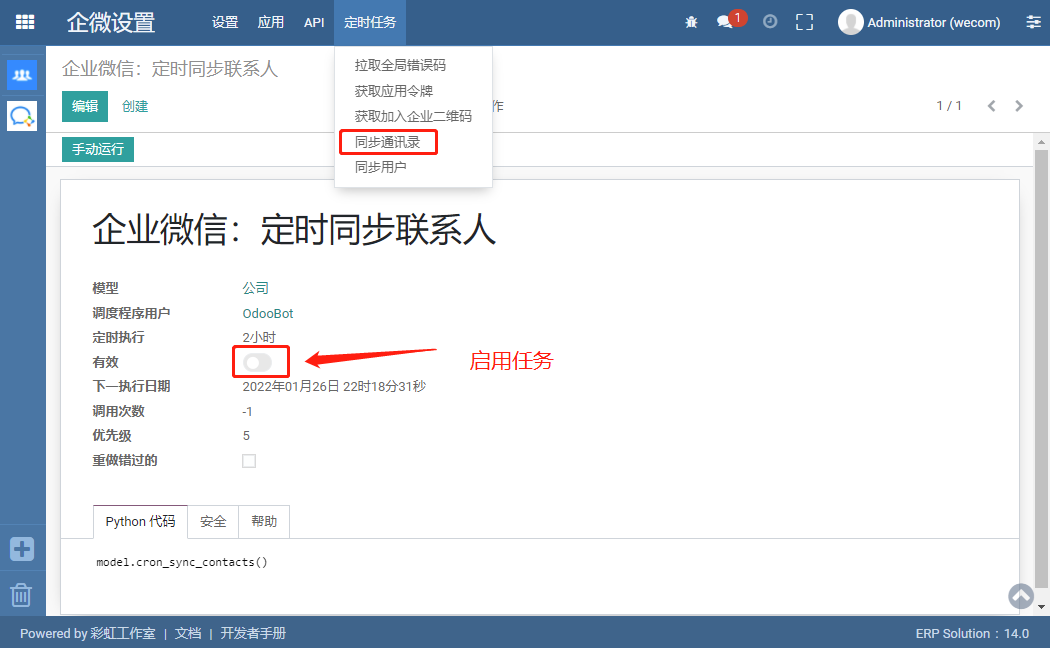 企微设置 设置 应用 API 定时任务 1 Administrator (wecom)
企业微信：定时同步联系人
拉取全局错误码
获取应用令牌
编辑 创建 作 1 / 1
获取加入企业二维码
同步通讯录
手动运行
同步用户
企业微信：定时同步联系人
模型 公司
调度程序用户 OdooBot
定时执行 2小时
有效 启用任务
下一执行日期 2022年01月26日 22时18分31秒
调用次数 -1
优先级 5
重做错过的
Python 代码 安全 帮助
model.cron_sync_contacts()
Powered by 彩虹工作室 | 文档 | 开发者手册 ERP Solution：14.0